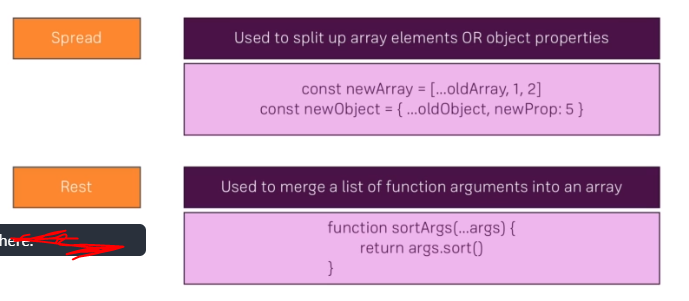 Spread
Used to split up array elements OR object properties
const newArray = [...oldArray, 1, 2]
const newObject = { ...oldObject, newProp: 5 }
Rest
Used to merge a list of function arguments into an array
here.
function sortArgs(...args) {
return args.sort()
}